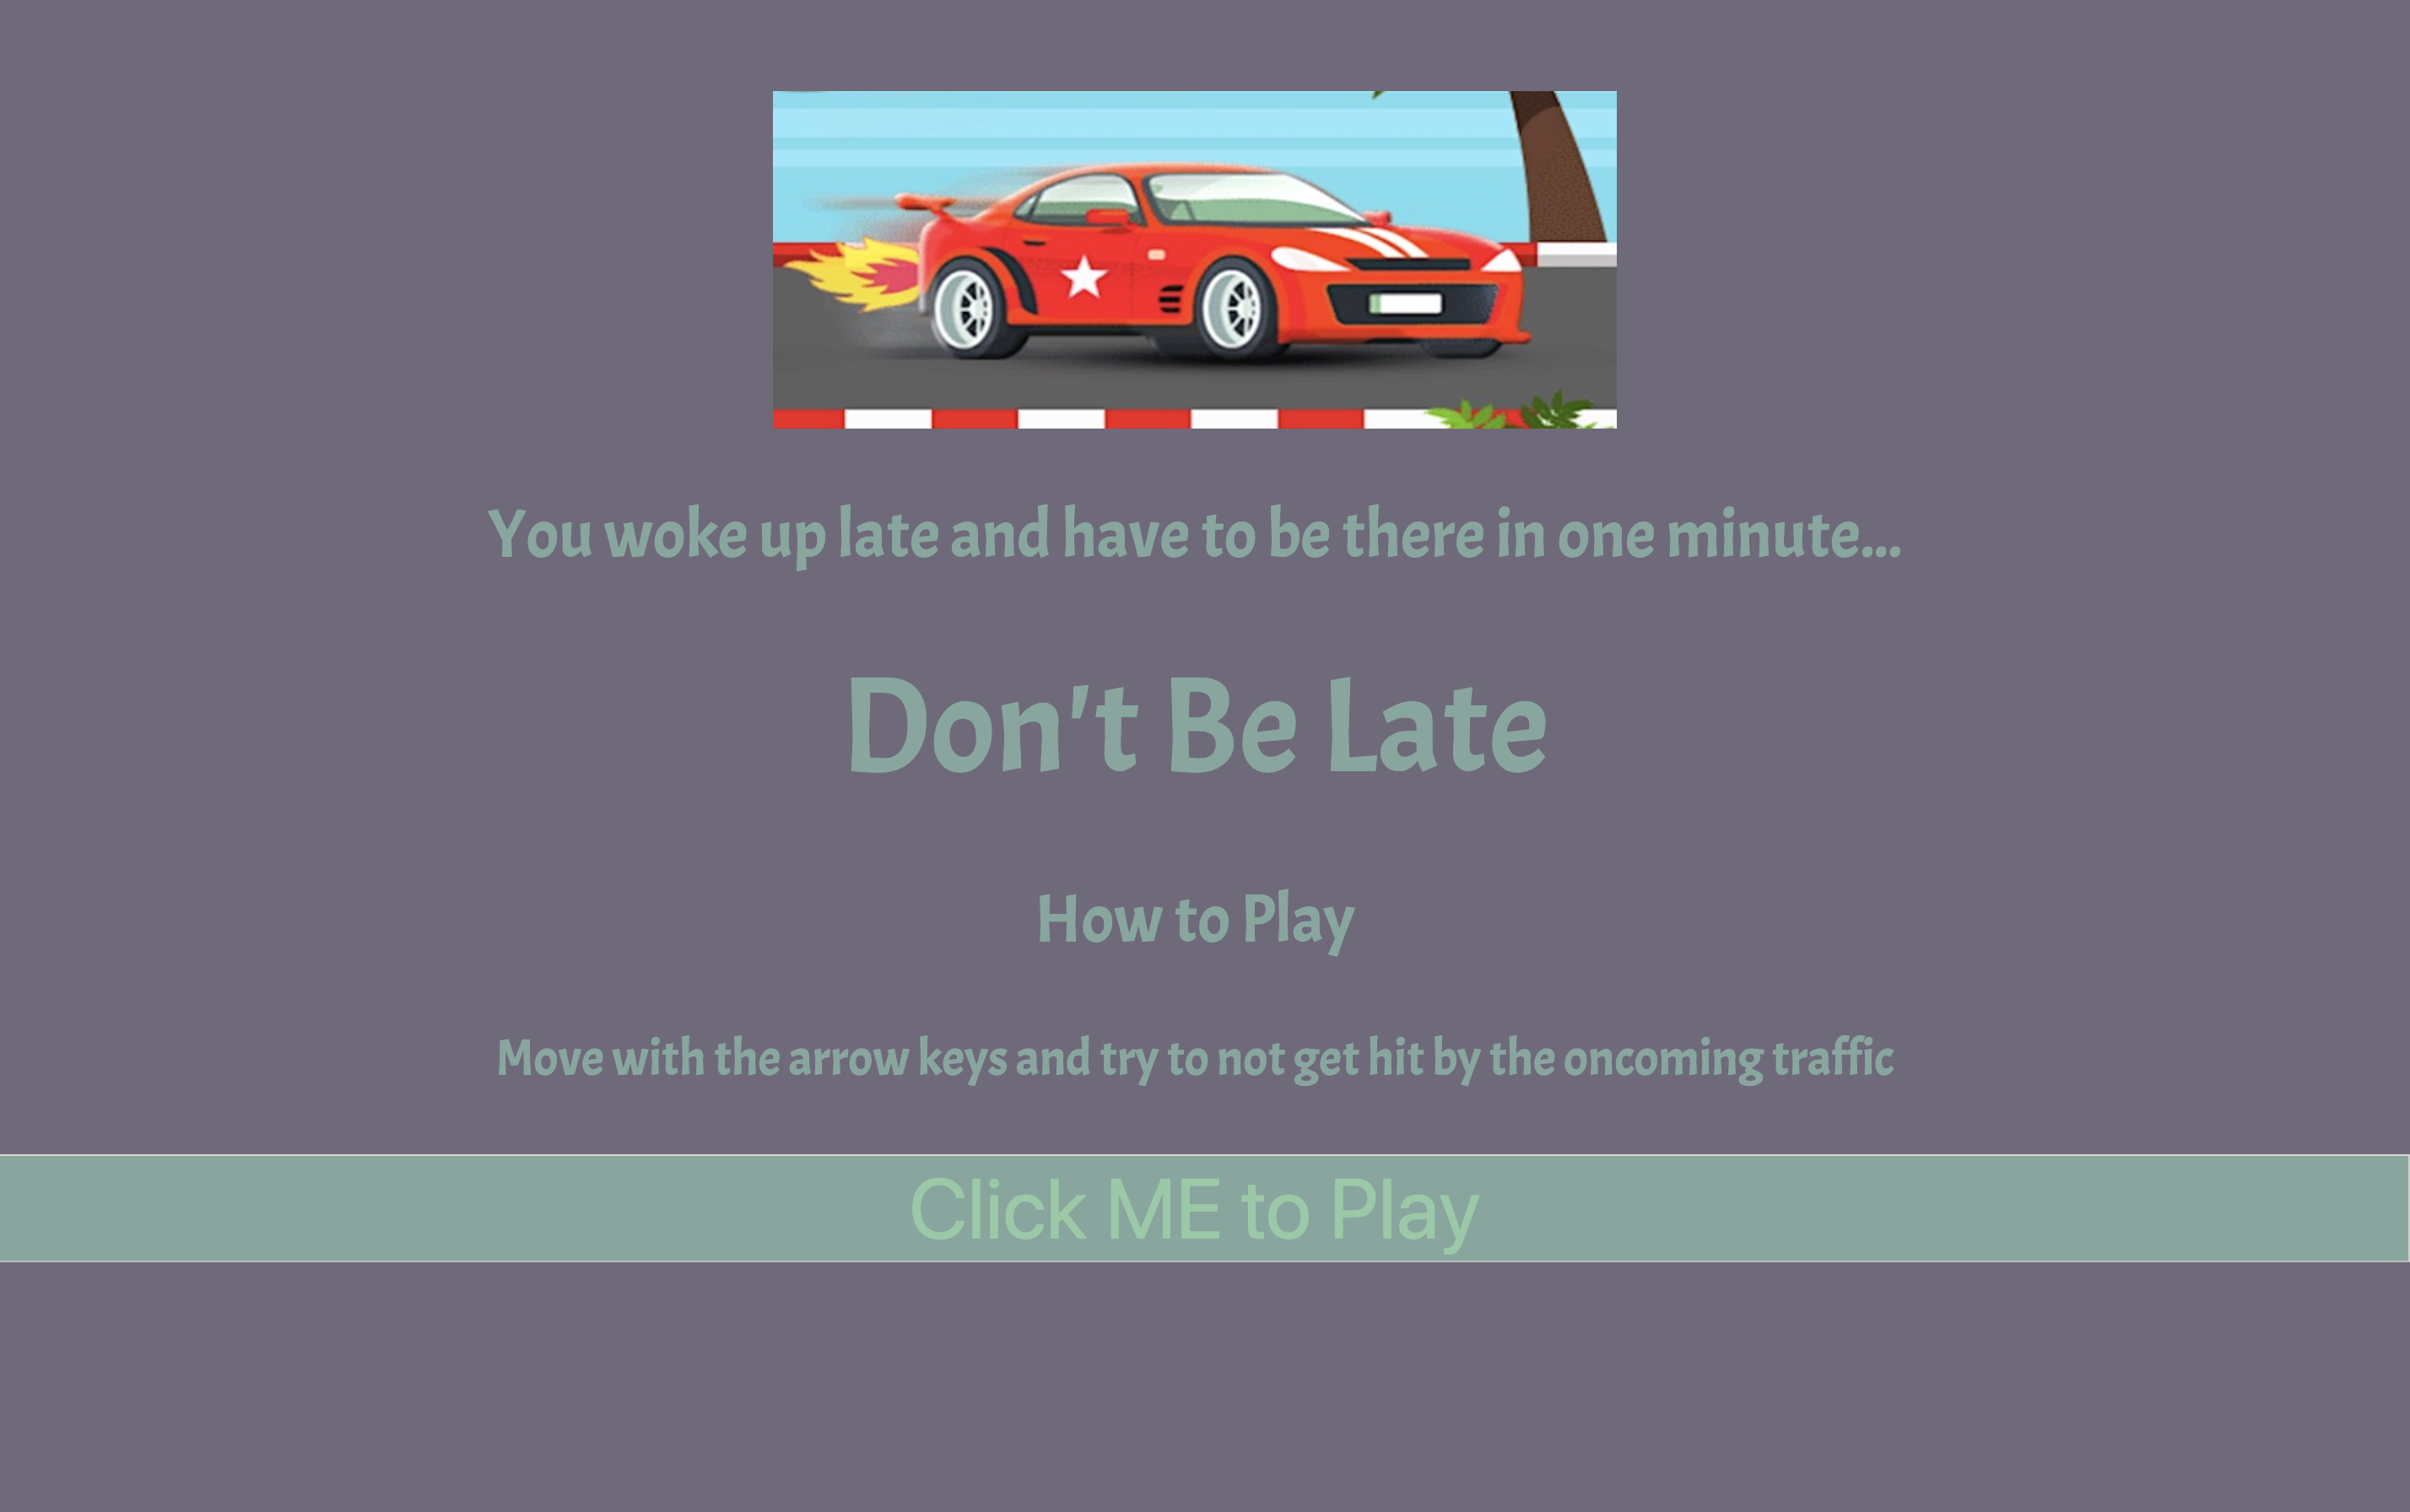 You woke up late and have to be there in one minute...
Don't Be Late
How to Play
Move with the arrow keys and try to not get hit by the oncoming traffic
Click ME to Play